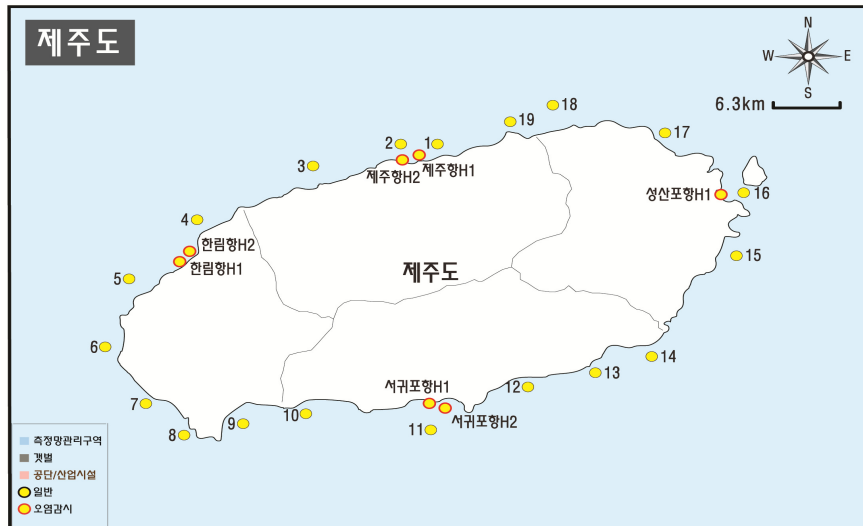 제주도
N
W E
S
6.3km
18
19
17
2 1
3
제주항H1
제주항H2
성산포항H1
16
4
한림항H2
한림항H1
15
5
제주도
6
14
13
12
서귀포항H1
7
10
서귀포항H2
9
11
8
측정망관리구역
갯벌
공단/산업시설
일반
오염감시